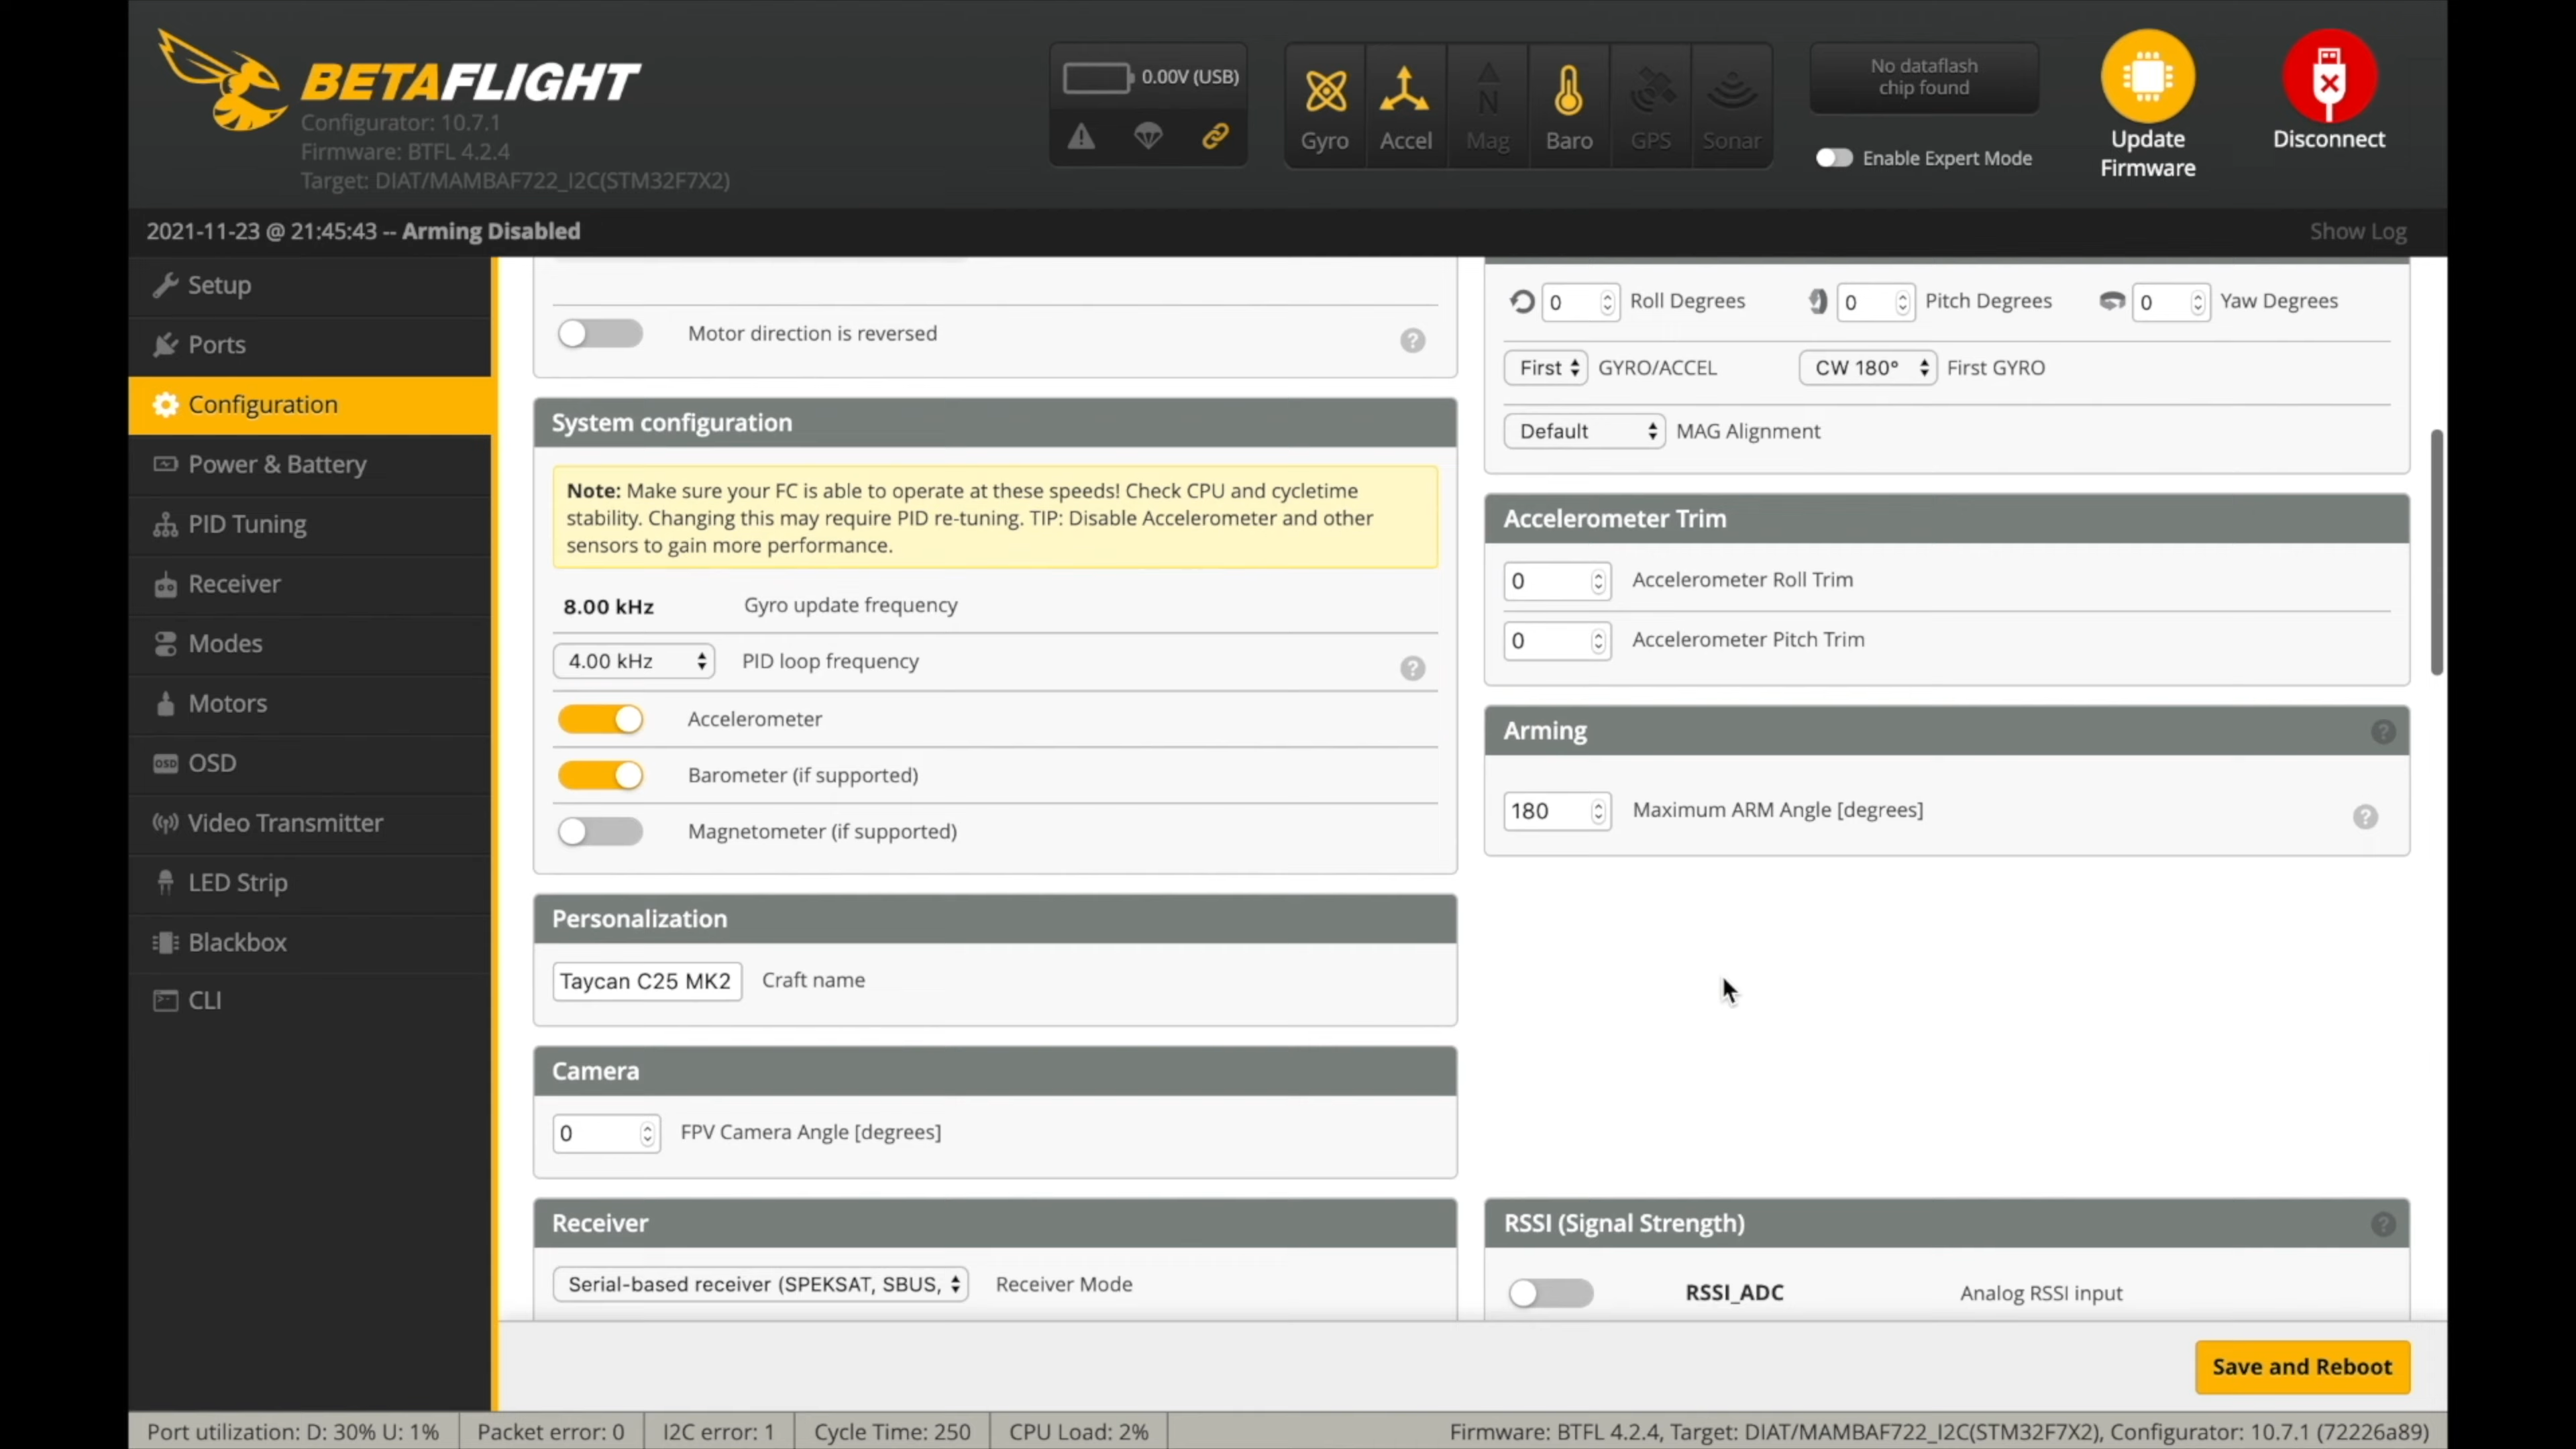 BETAFLIGHT
Configurator: 10.7.1
Firmware: BTFL 4.2.4
Target: DIAT/MAMBAF722_I2C(STM32F7X2)
0.00V (USB)
Gyro
Accel
N
Mag
Baro
GPS
Sonar
No dataflash
chip found
Enable Expert Mode
Update
Firmware
Disconnect
2021-11-23 @ 21:45:43 -- Arming Disabled
Show Log
Setup
Ports
Configuration
Power & Battery
PID Tuning
Receiver
Modes
Motors
OSD OSD
Video Transmitter
LED Strip
Blackbox
CLI
Motor direction is reversed ?
System configuration
Note: Make sure your FC is able to operate at these speeds! Check CPU and cycletime
stability. Changing this may require PID re-tuning. TIP: Disable Accelerometer and other
sensors to gain more performance.
8.00 kHz Gyro update frequency
4.00 kHz PID loop frequency ?
Accelerometer
Barometer (if supported)
Magnetometer (if supported)
Personalization
Taycan C25 MK2 Craft name
Camera
0 FPV Camera Angle [degrees]
Receiver
Serial-based receiver (SPEKSAT, SBUS, Receiver Mode
0 Roll Degrees 0 Pitch Degrees 0 Yaw Degrees
First GYRO/ACCEL CW 180° First GYRO
Default MAG Alignment
Accelerometer Trim
0 Accelerometer Roll Trim
0 Accelerometer Pitch Trim
Arming ?
180 Maximum ARM Angle [degrees] ?
RSSI (Signal Strength) ?
RSSI_ADC Analog RSSI input
Save and Reboot
Port utilization: D: 30% U: 1% Packet error: 0 I2C error: 1 Cycle Time: 250 CPU Load: 2% Firmware: BTFL 4.2.4, Target: DIAT/MAMBAF722_I2C(STM32F7X2), Configurator: 10.7.1 (72226a89)